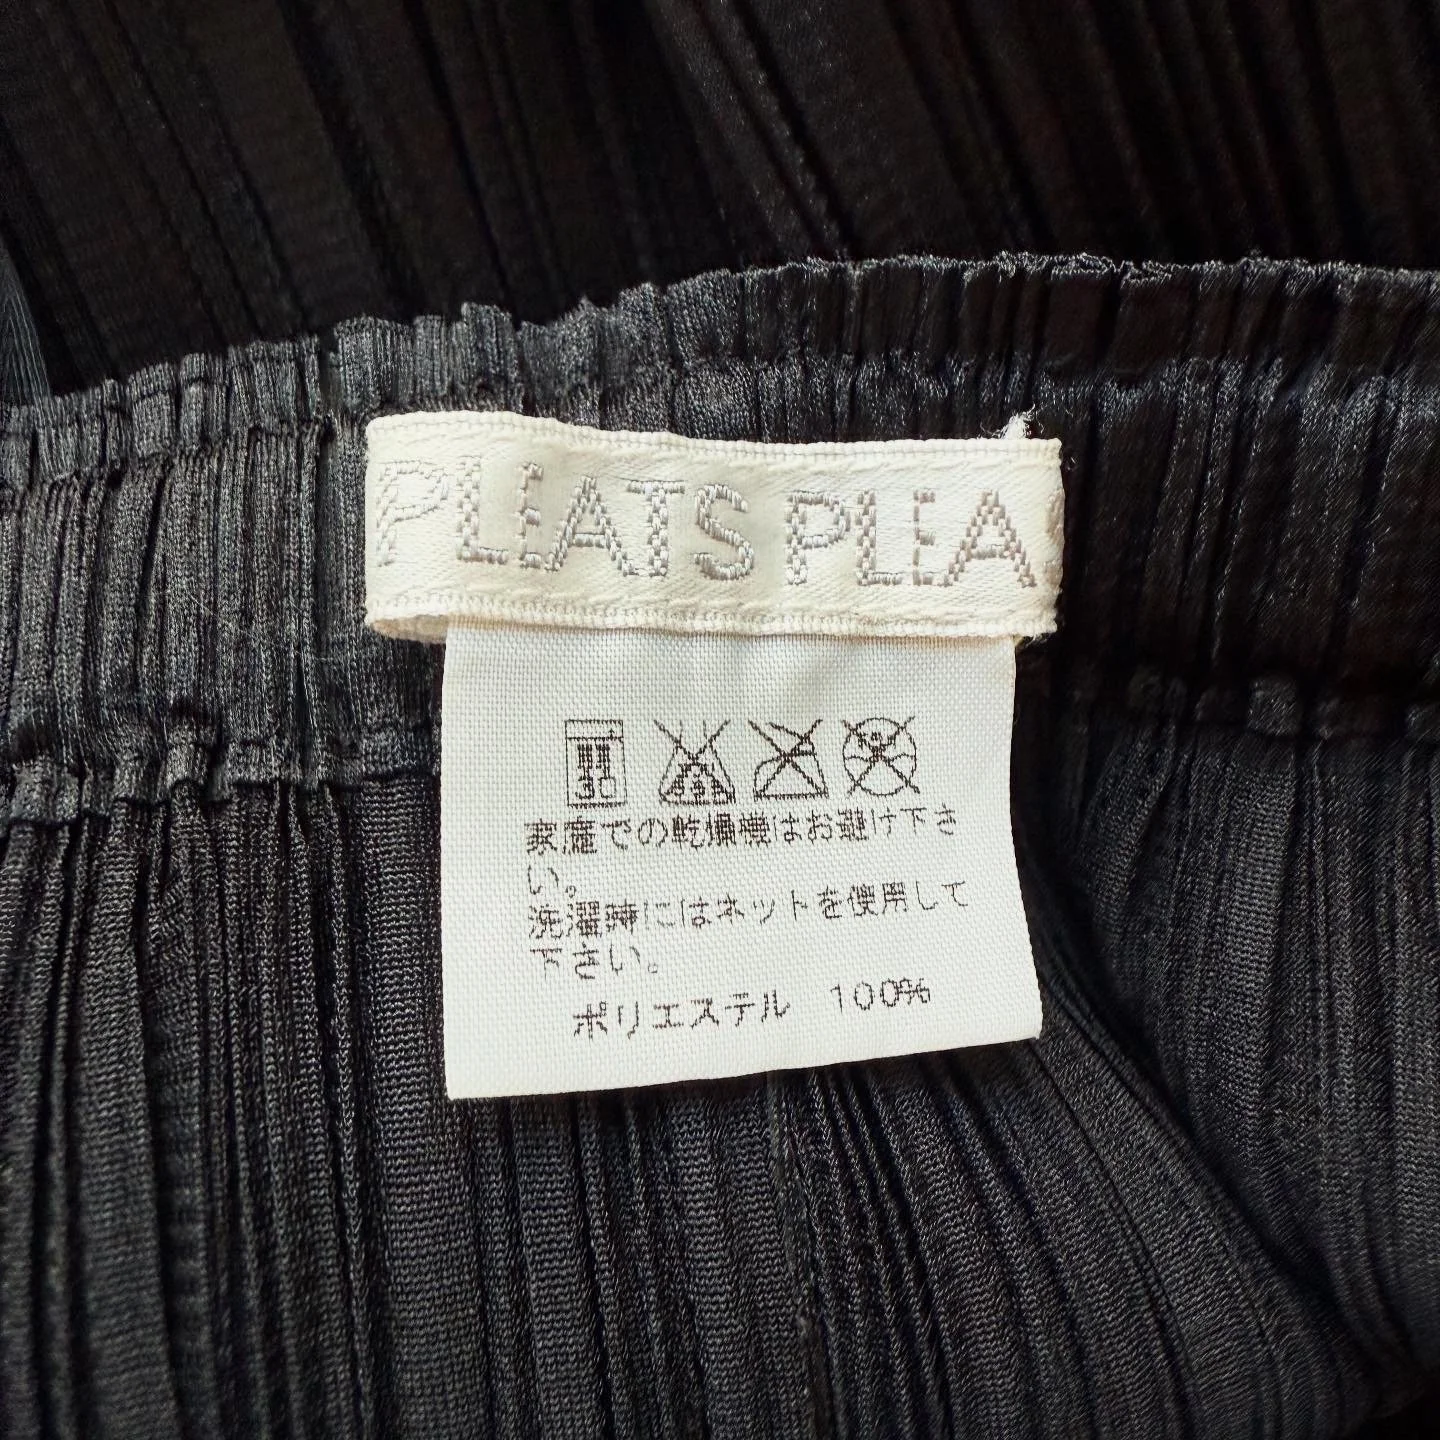 PLEATS PLEA
弱
30
家庭での乾燥機はお避け下さ
い。
洗濯時にはネットを使用して
下さい。
ポリエステル 100%